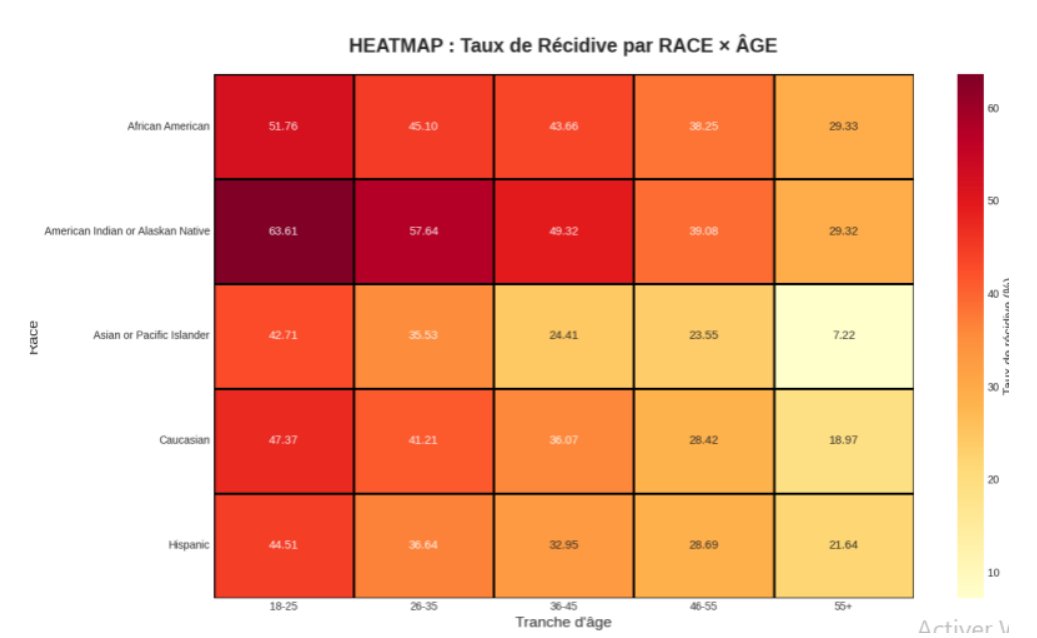 HEATMAP : Taux de Récidive par RACE × ÂGE
African American 51.76 45.10 43.66 38.25 29.33
American Indian or Alaskan Native 63.61 57.64 49.32 39.08 29.32
Asian or Pacific Islander 42.71 35.53 24.41 23.55 7.22
Caucasian 47.37 41.21 36.07 28.42 18.97
Hispanic 44.51 36.64 32.95 28.69 21.64
18-25 26-35 36-45 46-55 55+
Tranche d'âge
Race
60
50
40
30
20
10
Taux de récidive (%)
Activer